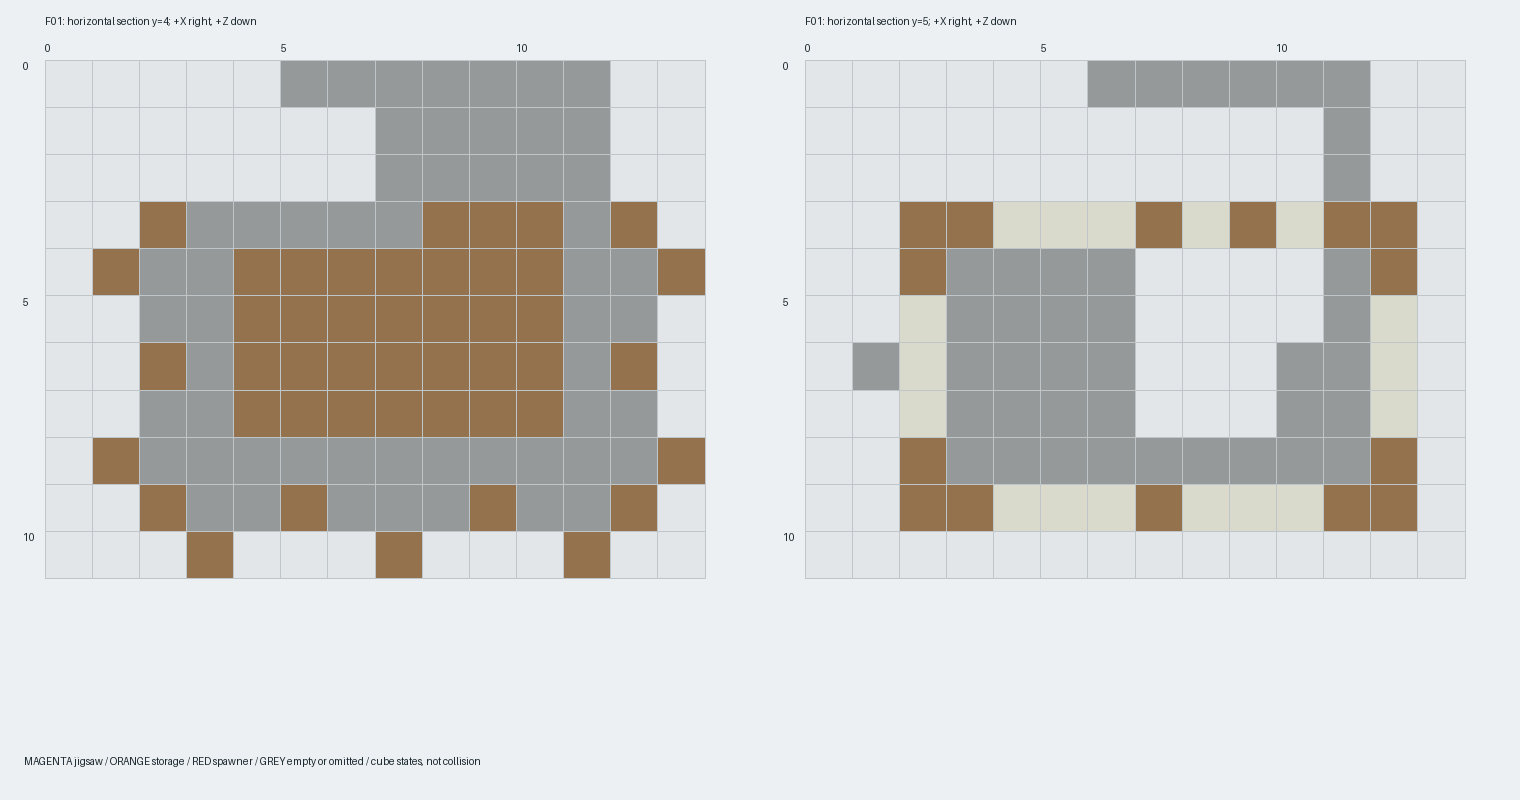 F01: horizontal section y=4; +X right, +Z down
F01: horizontal section y=5; +X right, +Z down
0 5 10
0 5 10
0
0
5
5
10
10
MAGENTA jigsaw / ORANGE storage / RED spawner / GREY empty or omitted / cube states, not collision